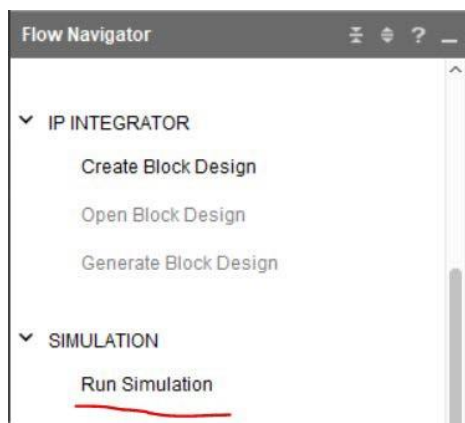 Flow Navigator ?
IP INTEGRATOR
Create Block Design
Open Block Design
Generate Block Design
SIMULATION
Run Simulation